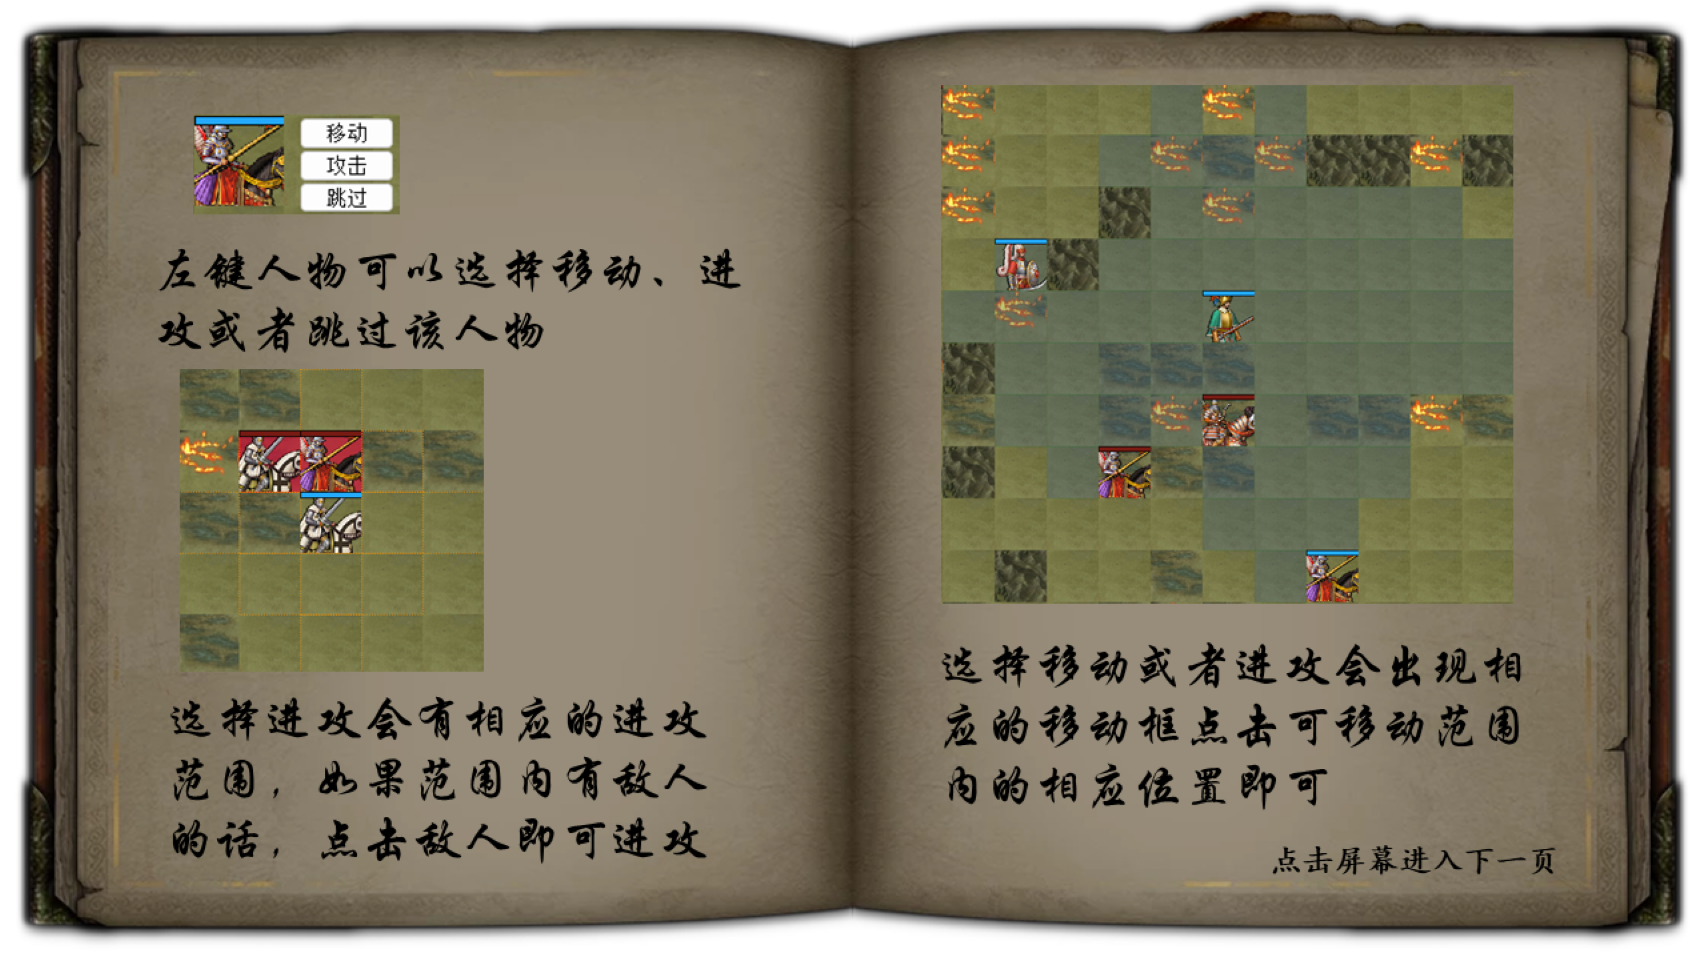 移动
攻击
跳过
左键人物可以选择移动、进
攻或者跳过该人物
选择进攻会有相应的进攻
范围，如果范围内有敌人
的话，点击敌人即可进攻
选择移动或者进攻会出现相
应的移动框点击可移动范围
内的相应位置即可
点击屏幕进入下一页